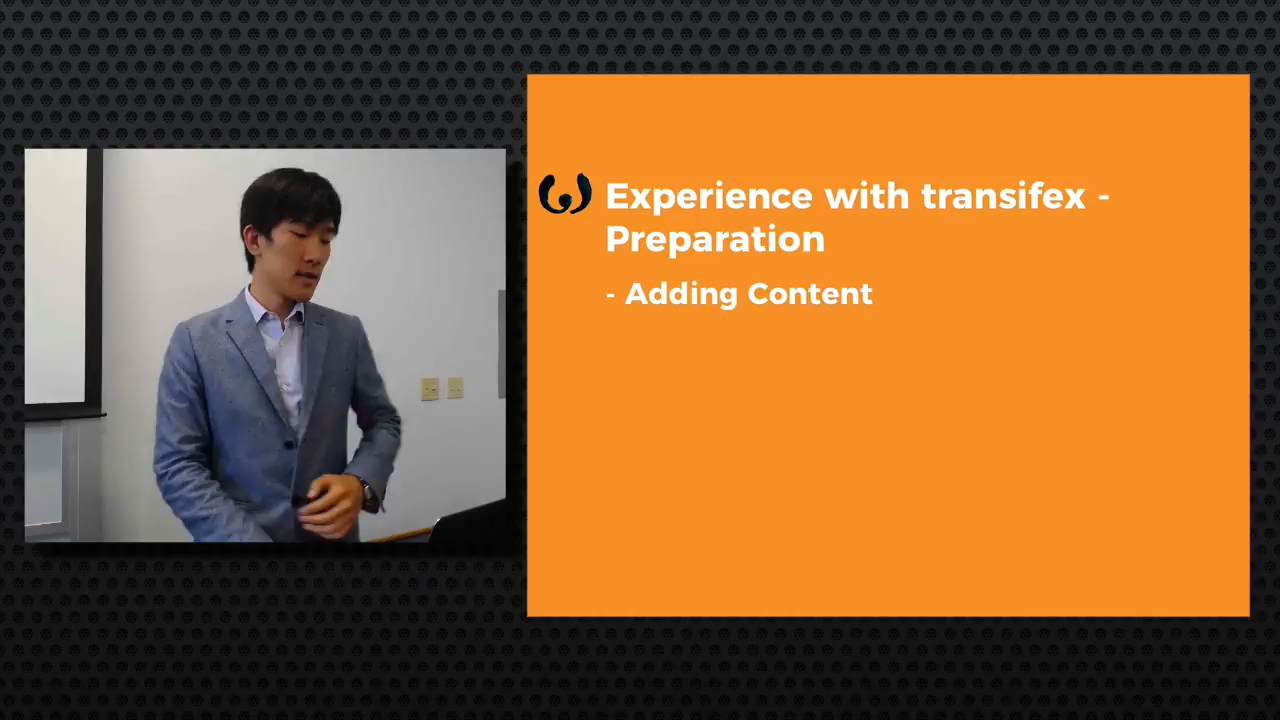 Experience with transifex -
Preparation
- Adding Content